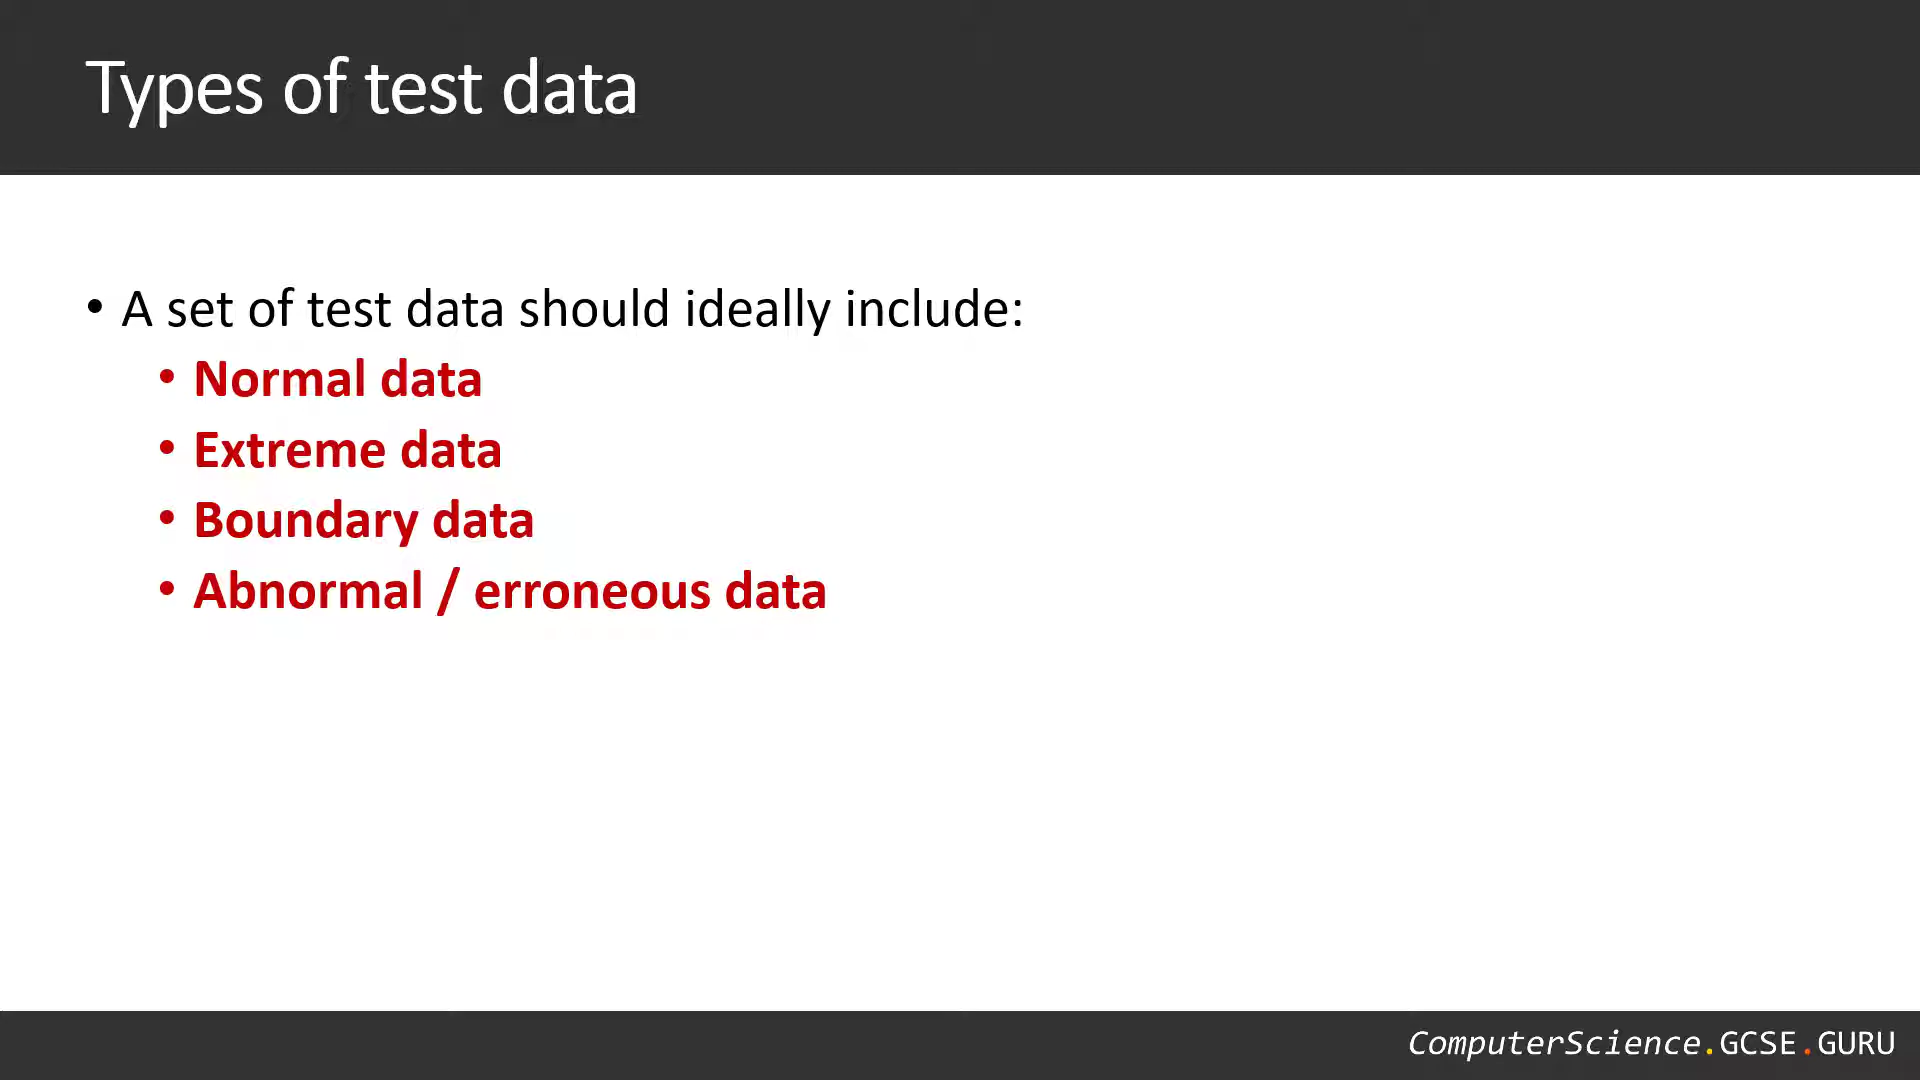 Types of test data
• A set of test data should ideally include:
• Normal data
• Extreme data
• Boundary data
• Abnormal / erroneous data
ComputerScience.GCSE.GURU